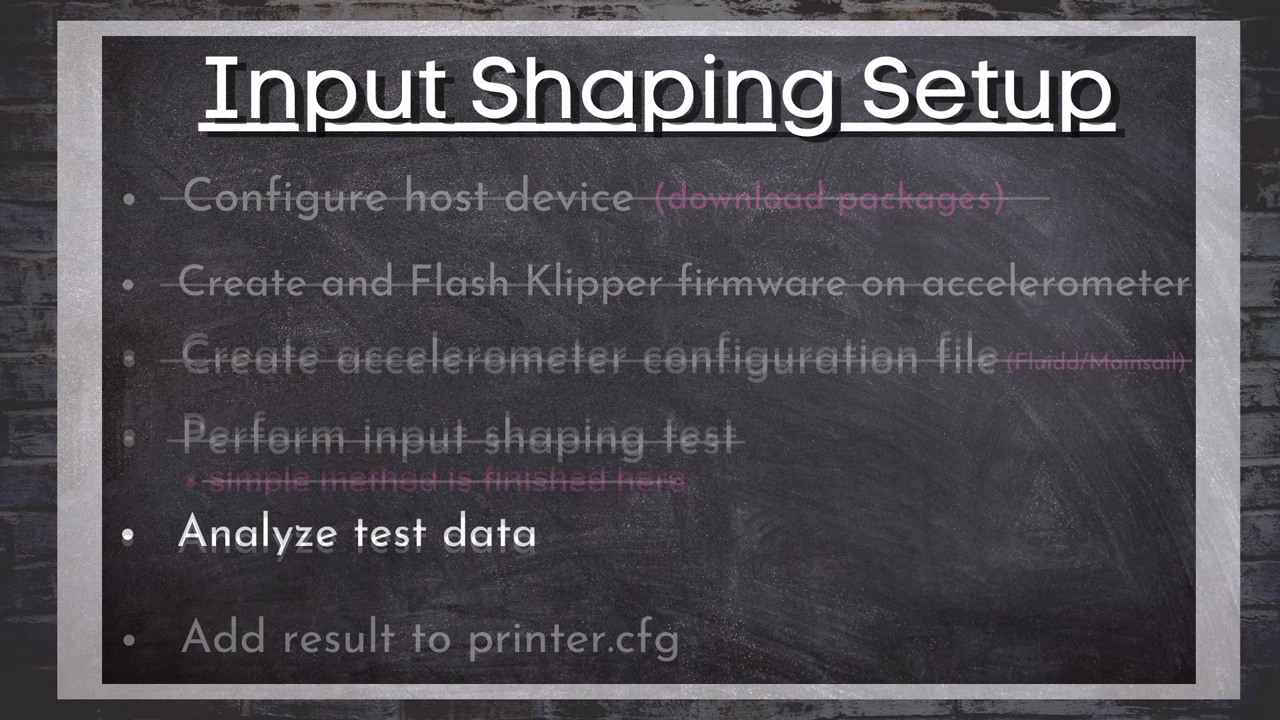 Input Shaping Setup
• Configure host device (download packages)
• Create and Flash Klipper firmware on accelerometer
• Create accelerometer configuration file (Fluidd/Mainsail)
• Perform input shaping test
• simple method is finished here
• Analyze test data
• Add result to printer.cfg